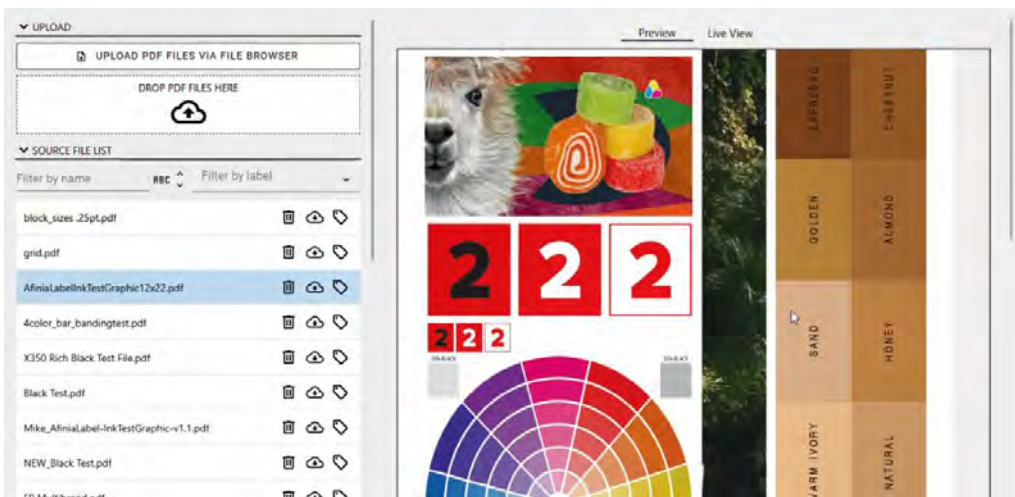 UPLOAD
UPLOAD PDF FILES VIA FILE BROWSER
DROP PDF FILES HERE
SOURCE FILE LIST
Filter by name
ABC
Filter by label
block_sizes .25pt.pdf
grid.pdf
AfiniaLabelInkTestGraphic12x22.pdf
4color_bar_bandingtest.pdf
X350 Rich Black Test File.pdf
Black Test.pdf
Mike_AfiniaLabel-InkTestGraphic-v1.1.pdf
NEW_Black Test.pdf
Preview Live View
2 2 2
2 2 2
50% BLACK
ESPRESSO CHESTNUT
GOLDEN ALMOND
SAND HONEY
WARM IVORY NATURAL